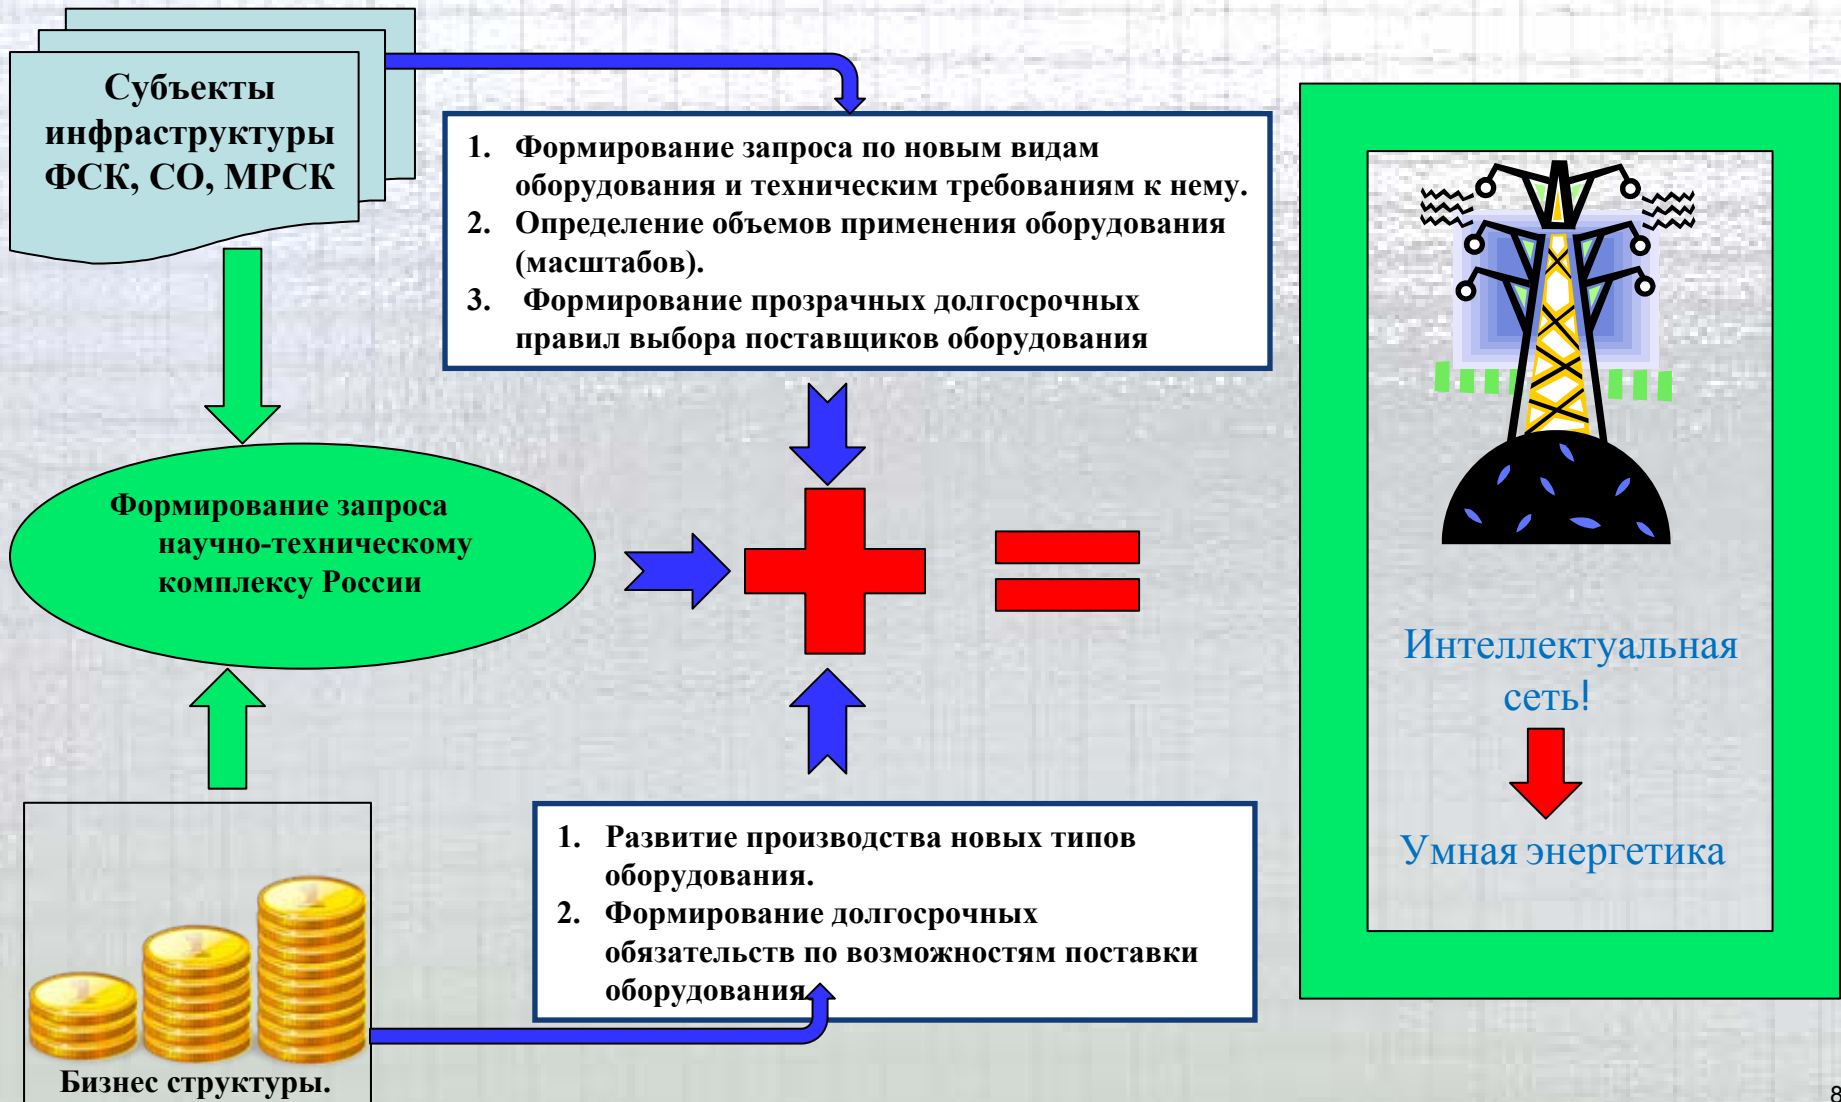 Субъекты
инфраструктуры
ФСК, СО, МРСК
1. Формирование запроса по новым видам
оборудования и техническим требованиям к нему.
2. Определение объемов применения оборудования
(масштабов).
3. Формирование прозрачных долгосрочных
правил выбора поставщиков оборудования
Формирование запроса
научно-техническому
комплексу России
1. Развитие производства новых типов
оборудования.
2. Формирование долгосрочных
обязательств по возможностям поставки
оборудования
Бизнес структуры.
Интеллектуальная
сеть!
Умная энергетика
8